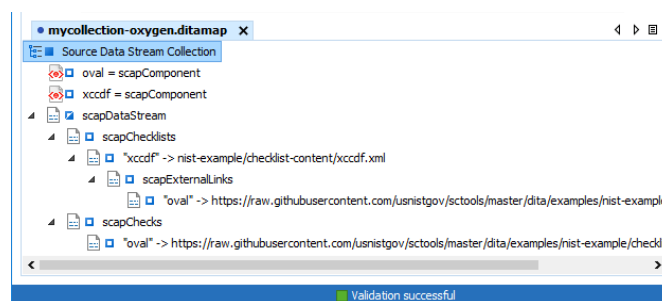 mycollection-oxygen.ditamap
Source Data Stream Collection
oval = scapComponent
xccdf = scapComponent
scapDataStream
scapChecklists
"xccdf" -> nist-example/checklist-content/xccdf.xml
scapExternalLinks
"oval" -> https://raw.githubusercontent.com/usnistgov/sctools/master/dita/examples/nist-example
scapChecks
"oval" -> https://raw.githubusercontent.com/usnistgov/sctools/master/dita/examples/nist-example/checkl
Validation successful